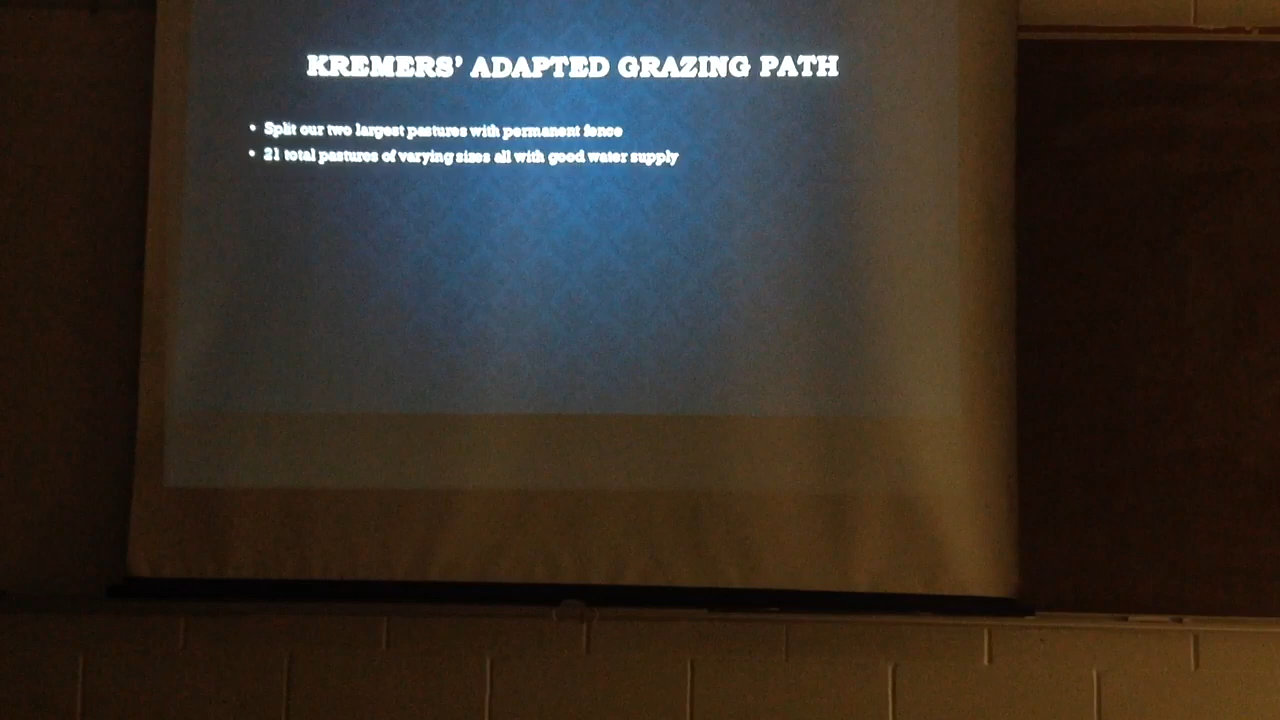 KREMERS' ADAPTED GRAZING PATH
• Split our two largest pastures with permanent fence
• 21 total pastures of varying sizes all with good water supply